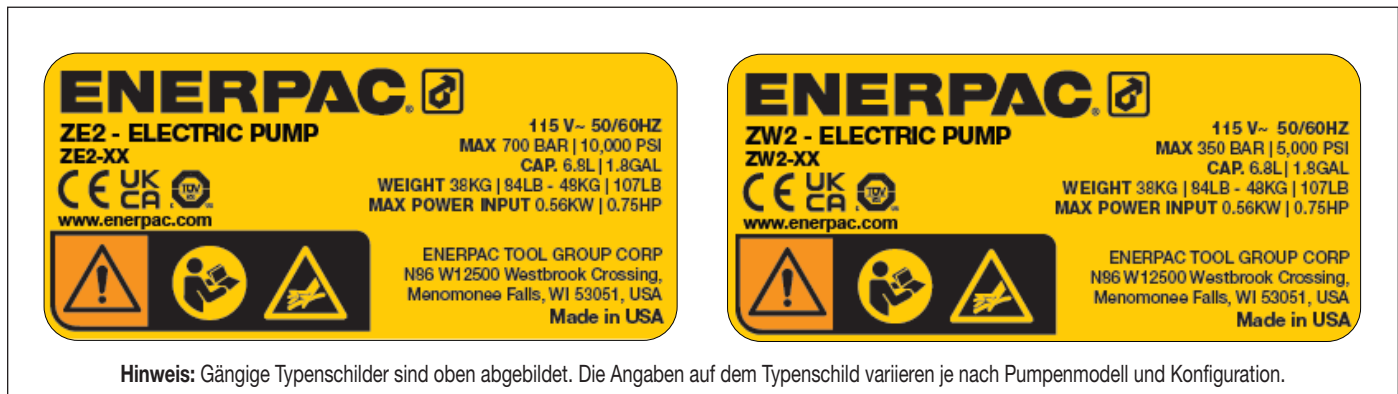 ENERPAC®
ZE2 - ELECTRIC PUMP
ZE2-XX
CE UKCA TÜV
www.enerpac.com
115 V~ 50/60HZ
MAX 700 BAR | 10,000 PSI
CAP. 6.8L | 1.8GAL
WEIGHT 38KG | 84LB - 48KG | 107LB
MAX POWER INPUT 0.56KW | 0.75HP
ENERPAC TOOL GROUP CORP
N86 W12500 Westbrook Crossing,
Menomonee Falls, WI 53051, USA
Made in USA
ENERPAC®
ZW2 - ELECTRIC PUMP
ZW2-XX
CE UKCA TÜV
www.enerpac.com
115 V~ 50/60HZ
MAX 350 BAR | 5,000 PSI
CAP. 6.8L | 1.8GAL
WEIGHT 38KG | 84LB - 48KG | 107LB
MAX POWER INPUT 0.56KW | 0.75HP
ENERPAC TOOL GROUP CORP
N86 W12500 Westbrook Crossing,
Menomonee Falls, WI 53051, USA
Made in USA
Hinweis: Gängige Typenschilder sind oben abgebildet. Die Angaben auf dem Typenschild variieren je nach Pumpenmodell und Konfiguration.